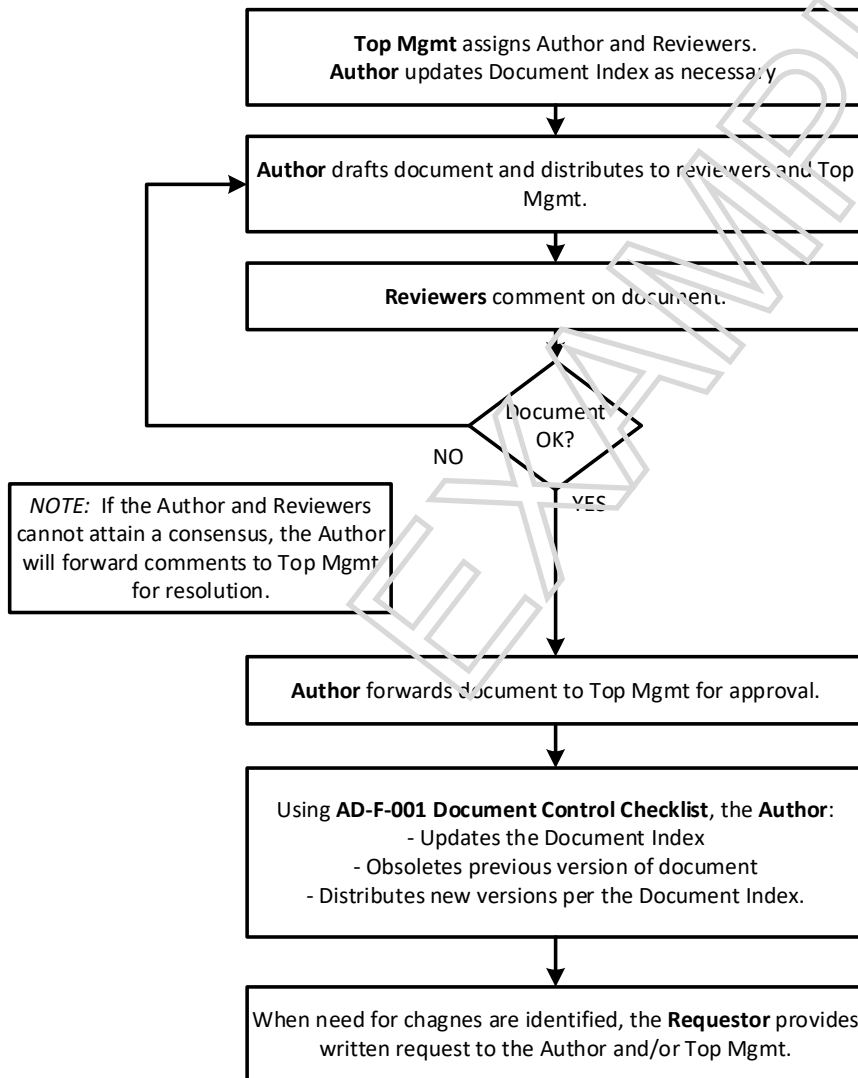 Top Mgmt assigns Author and Reviewers.
Author updates Document Index as necessary
Author drafts document and distributes to reviewers and Top
Mgmt.
Reviewers comment on document.
Document
OK?
NO
YES
NOTE:  If the Author and Reviewers
cannot attain a consensus, the Author
will forward comments to Top Mgmt
for resolution.
Author forwards document to Top Mgmt for approval.
Using AD-F-001 Document Control Checklist, the Author:
- Updates the Document Index
- Obsoletes previous version of document
- Distributes new versions per the Document Index.
When need for chagnes are identified, the Requestor provides
written request to the Author and/or Top Mgmt.
EXAMPL